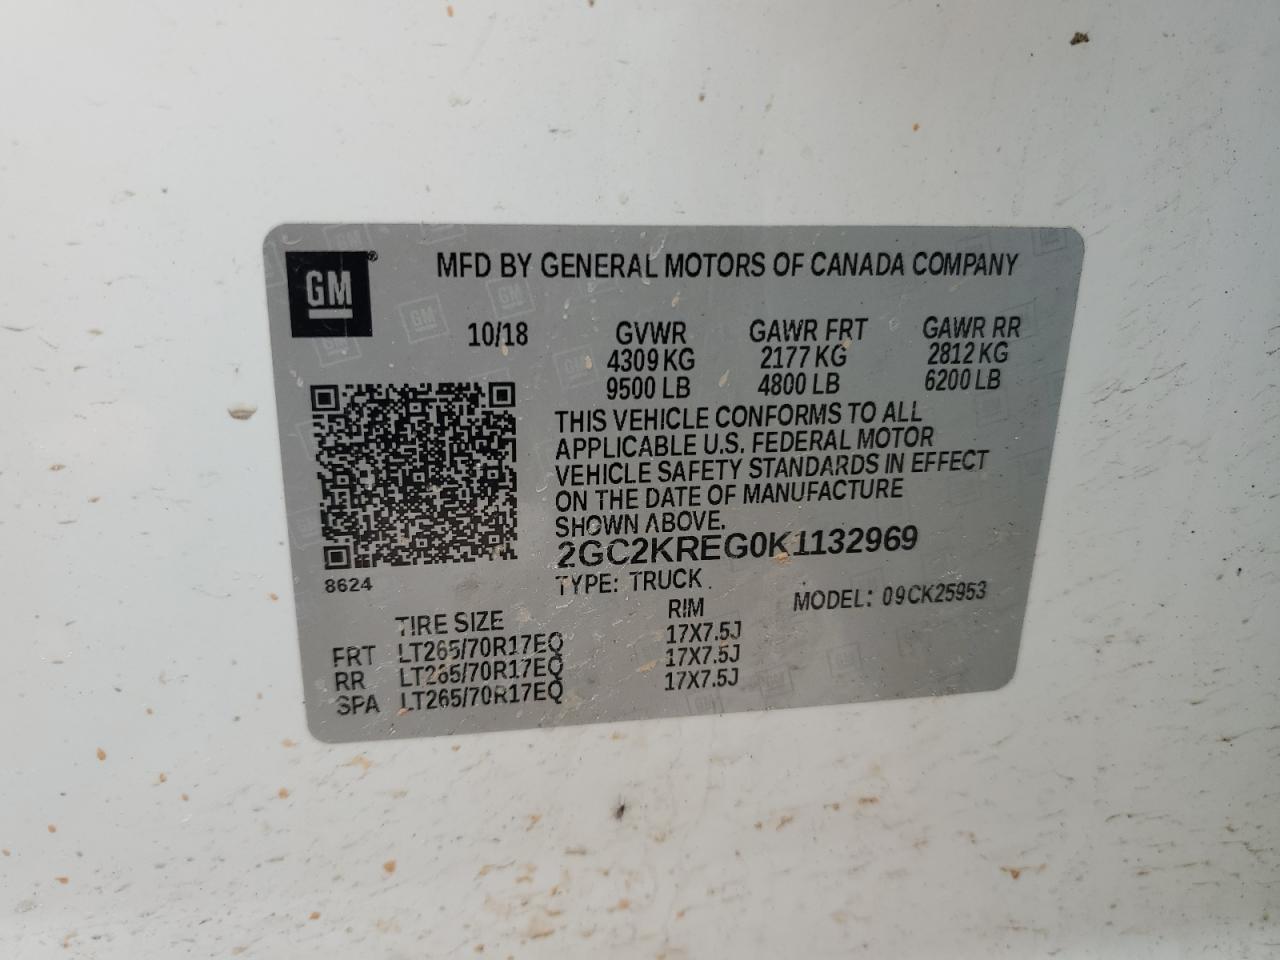 GM
MFD BY GENERAL MOTORS OF CANADA COMPANY
10/18 GVWR GAWR FRT GAWR RR
4309 KG 2177 KG 2812 KG
9500 LB 4800 LB 6200 LB
THIS VEHICLE CONFORMS TO ALL
APPLICABLE U.S. FEDERAL MOTOR
VEHICLE SAFETY STANDARDS IN EFFECT
ON THE DATE OF MANUFACTURE
SHOWN ABOVE.
2GC2KREG0K1132969
8624
TYPE: TRUCK
MODEL: 09CK25953
TIRE SIZE RIM
FRT LT265/70R17EQ 17X7.5J
RR LT265/70R17EQ 17X7.5J
SPA LT265/70R17EQ 17X7.5J